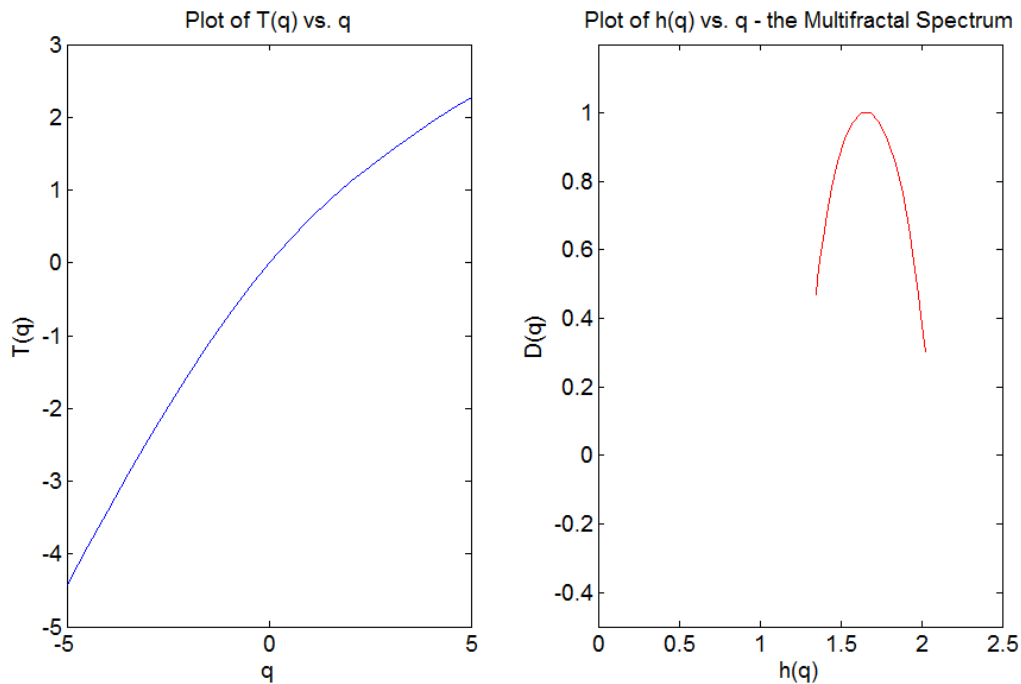 Plot of T(q) vs. q
3
2
1
0
-1
-2
-3
-4
-5
T(q)
-5 0 5
q
Plot of h(q) vs. q - the Multifractal Spectrum
1
0.8
0.6
0.4
0.2
0
-0.2
-0.4
D(q)
0 0.5 1 1.5 2 2.5
h(q)